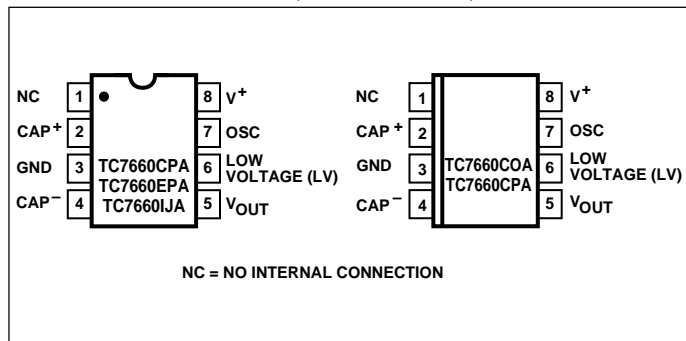 NC 1 8 V+
CAP+ 2 7 OSC
GND 3 6 LOW VOLTAGE (LV)
CAP– 4 5 VOUT
TC7660CPA
TC7660EPA
TC7660IJA
NC 1 8 V+
CAP+ 2 7 OSC
GND 3 6 LOW VOLTAGE (LV)
CAP– 4 5 VOUT
TC7660COA
TC7660CPA
NC = NO INTERNAL CONNECTION